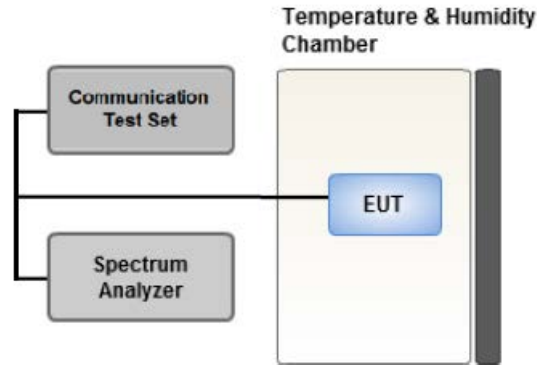 Temperature & Humidity
Chamber
Communication
Test Set
EUT
Spectrum
Analyzer